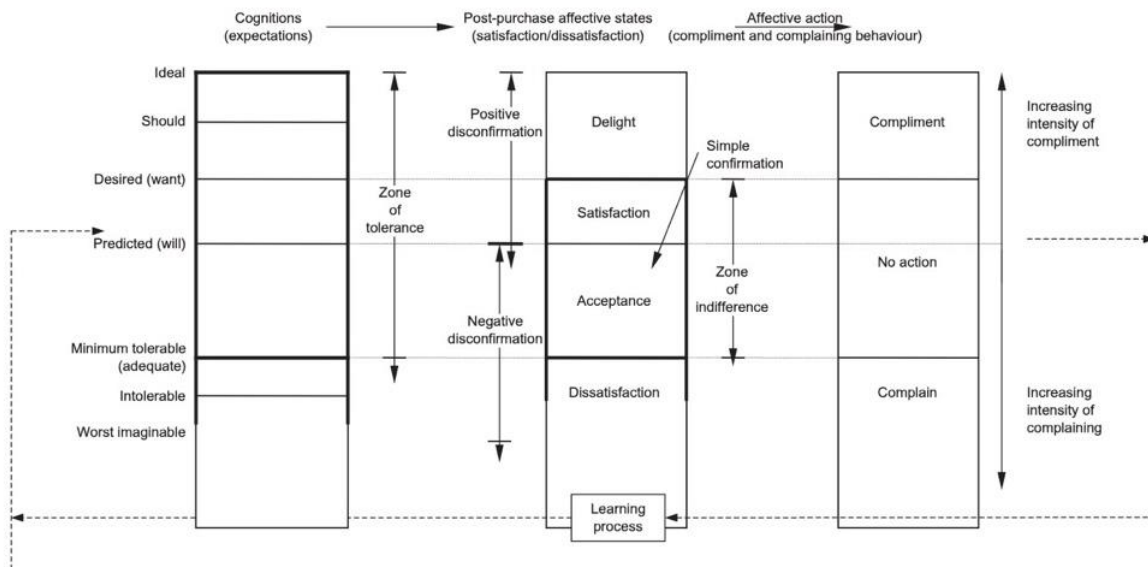 Cognitions
(expectations)
Post-purchase affective states
(satisfaction/dissatisfaction)
Affective action
(compliment and complaining behaviour)
Ideal
Should
Desired (want)
Predicted (will)
Minimum tolerable
(adequate)
Intolerable
Worst imaginable
Zone
of
tolerance
Positive
disconfirmation
Negative
disconfirmation
Delight
Satisfaction
Acceptance
Dissatisfaction
Simple
confirmation
Zone
of
indifference
Compliment
No action
Complain
Increasing
intensity of
compliment
Increasing
intensity of
complaining
Learning
process